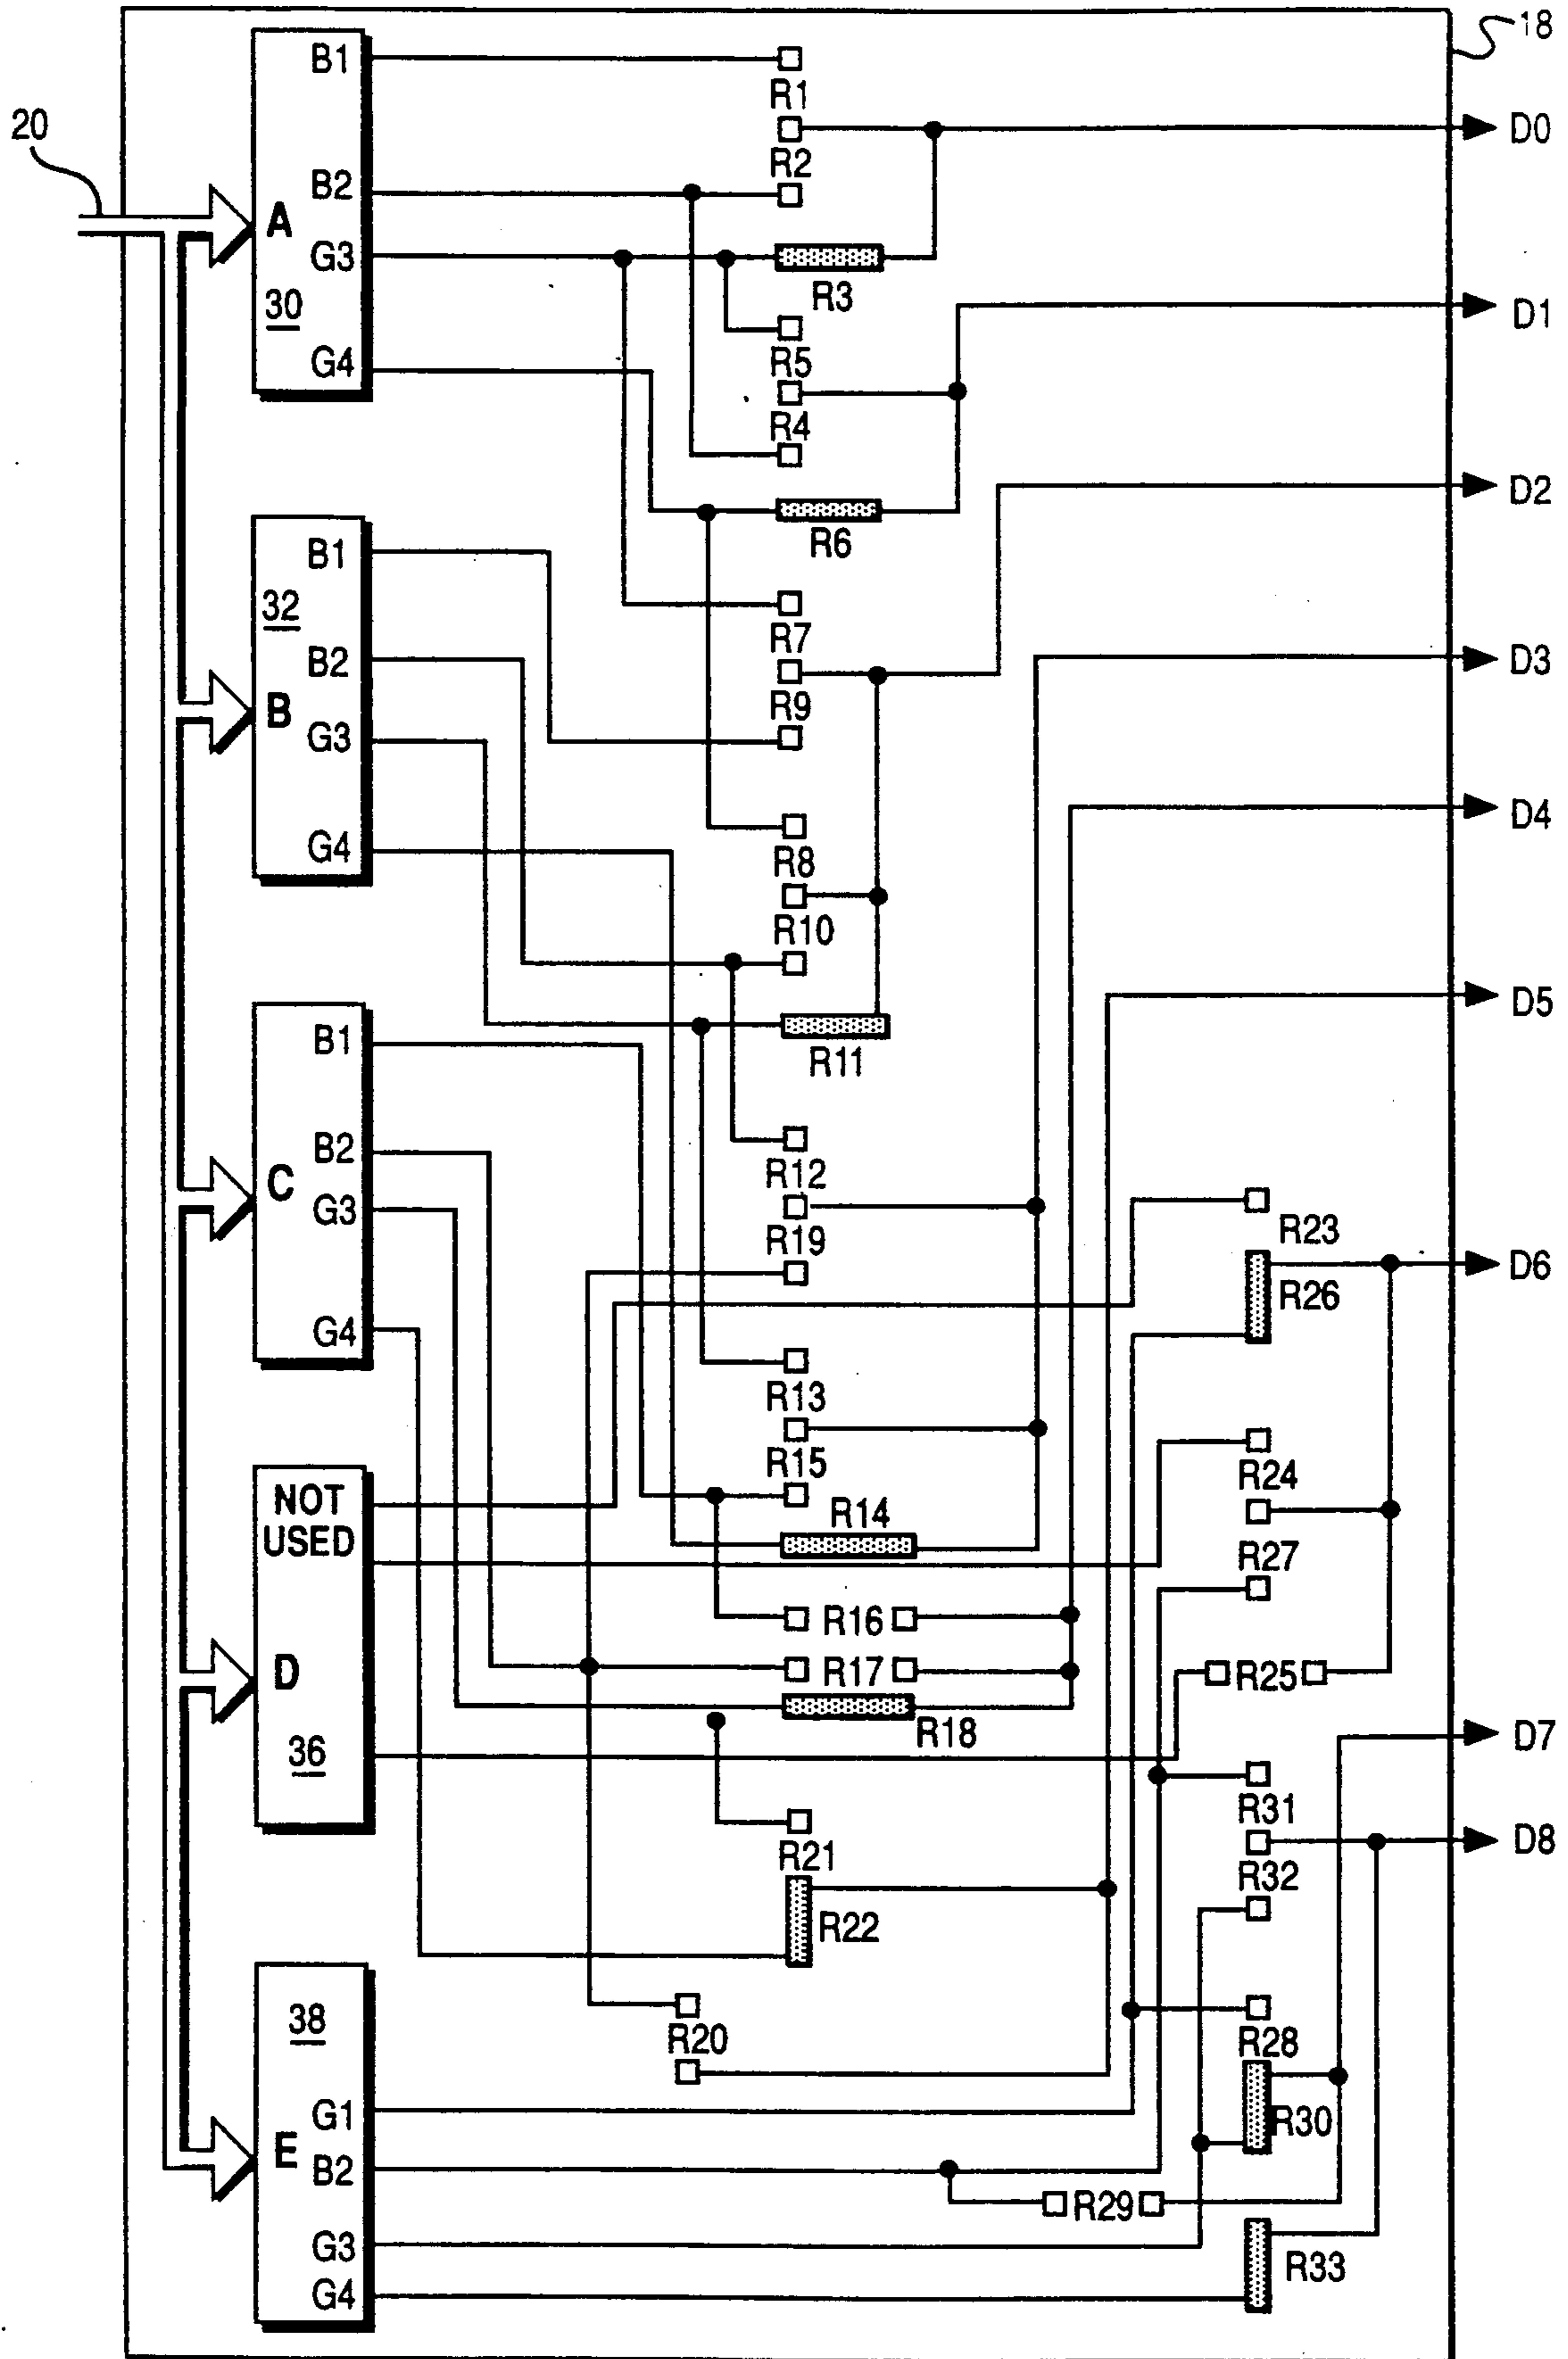 18
20
B1
R1
D0
R2
B2
A
G3
30
R3
D1
R5
G4
R4
D2
R6
B1
32
R7
D3
B2
R9
B
G3
D4
G4
R8
R10
D5
B1
R11
B2
R12
C
G3
R19
R23
D6
R26
G4
R13
R15
R24
NOT
USED
R14
R27
R16
D
R17
R25
R18
D7
36
R31
R21
D8
R32
R22
38
R20
R28
G1
R30
E
B2
R29
G3
R33
G4